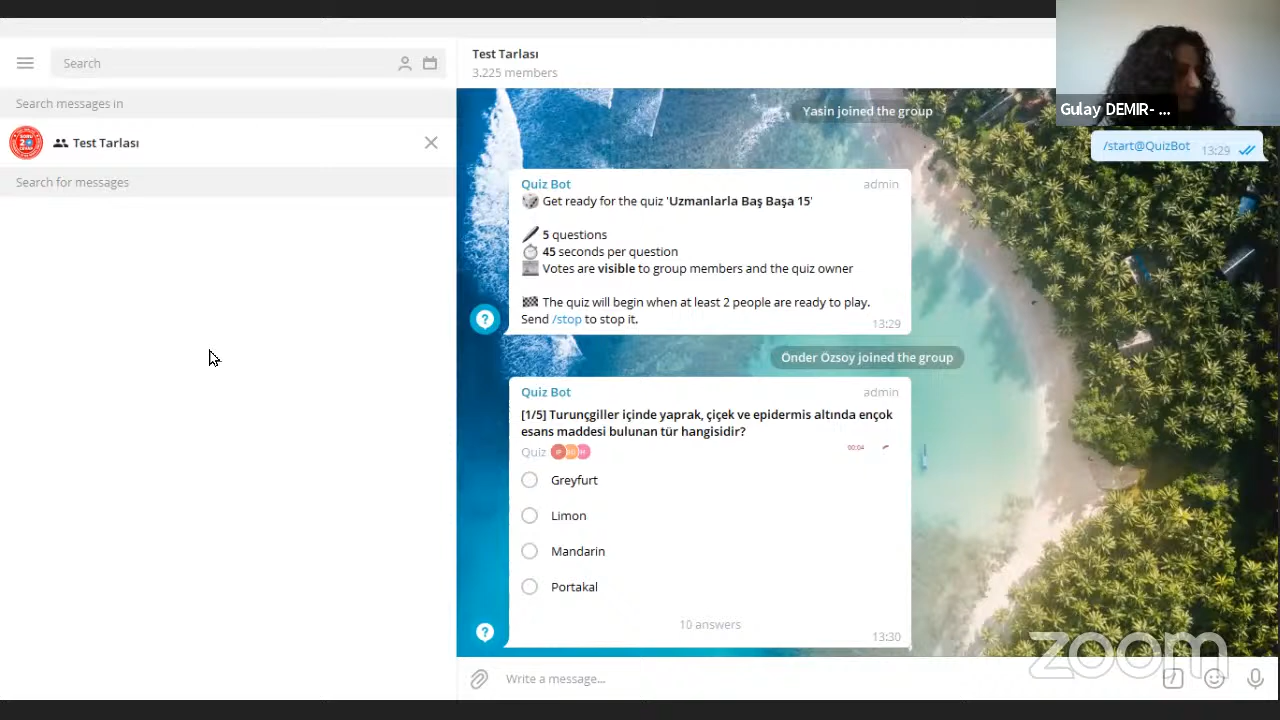 Search
Search messages in
Test Tarlası
Search for messages
Test Tarlası
3,225 members
Yasin joined the group
Gulay DEMIR- ...
/start@QuizBot 13:29
Quiz Bot admin
Get ready for the quiz 'Uzmanlarla Baş Başa 15'
5 questions
45 seconds per question
Votes are visible to group members and the quiz owner
The quiz will begin when at least 2 people are ready to play.
Send /stop to stop it.
13:29
Önder Özsoy joined the group
Quiz Bot admin
[1/5] Turunçgiller içinde yaprak, çiçek ve epidermis altında ençok
esans maddesi bulunan tür hangisidir?
Quiz 00:04
Greyfurt
Limon
Mandarin
Portakal
10 answers
13:30
Write a message...
zoom